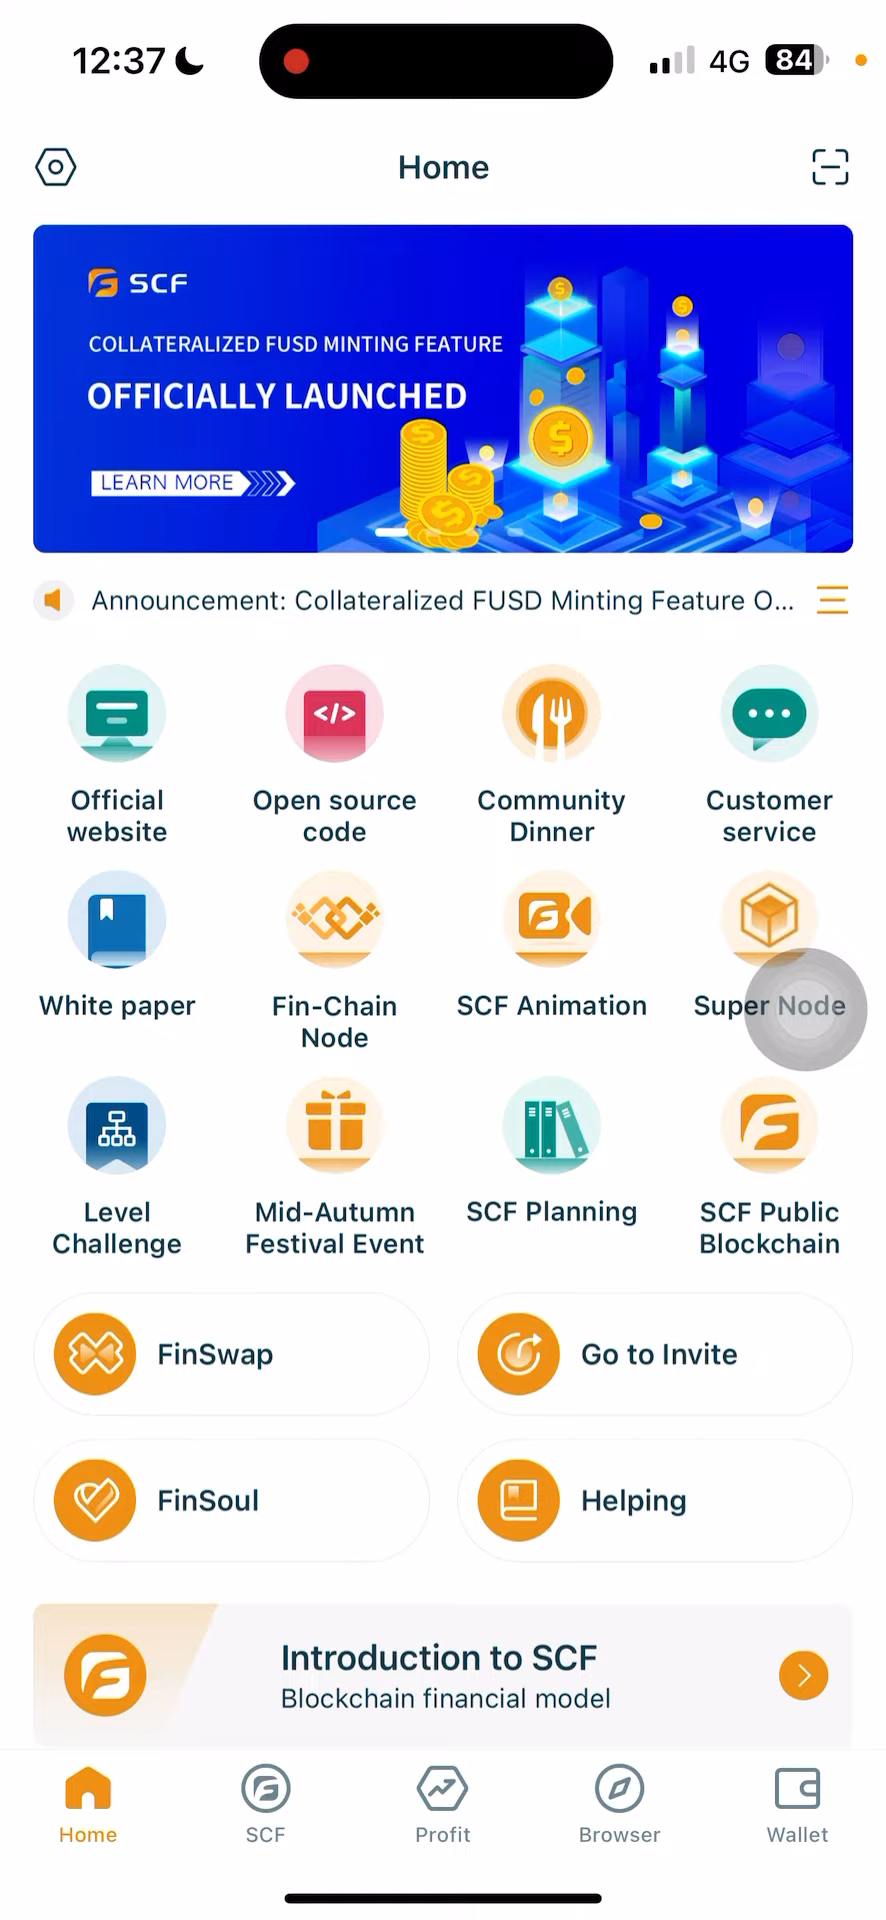 12:37
4G
84
Home
SCF
COLLATERALIZED FUSD MINTING FEATURE
OFFICIALLY LAUNCHED
LEARN MORE
Announcement: Collateralized FUSD Minting Feature O...
Official
website
Open source
code
Community
Dinner
Customer
service
White paper
Fin-Chain
Node
SCF Animation
Super Node
Level
Challenge
Mid-Autumn
Festival Event
SCF Planning
SCF Public
Blockchain
FinSwap
Go to Invite
FinSoul
Helping
Introduction to SCF
Blockchain financial model
Home
SCF
Profit
Browser
Wallet